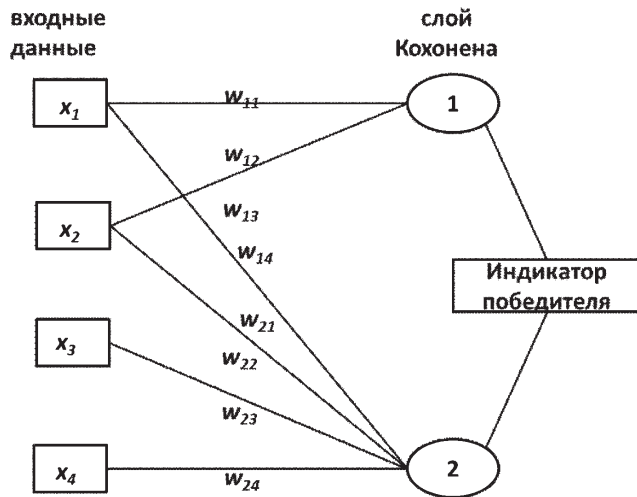 входные
данные
слой
Кохонена
x₁
w₁₁
1
w₁₂
x₂
w₁₃
w₁₄
Индикатор
победителя
w₂₁
x₃
w₂₂
w₂₃
x₄
w₂₄
2